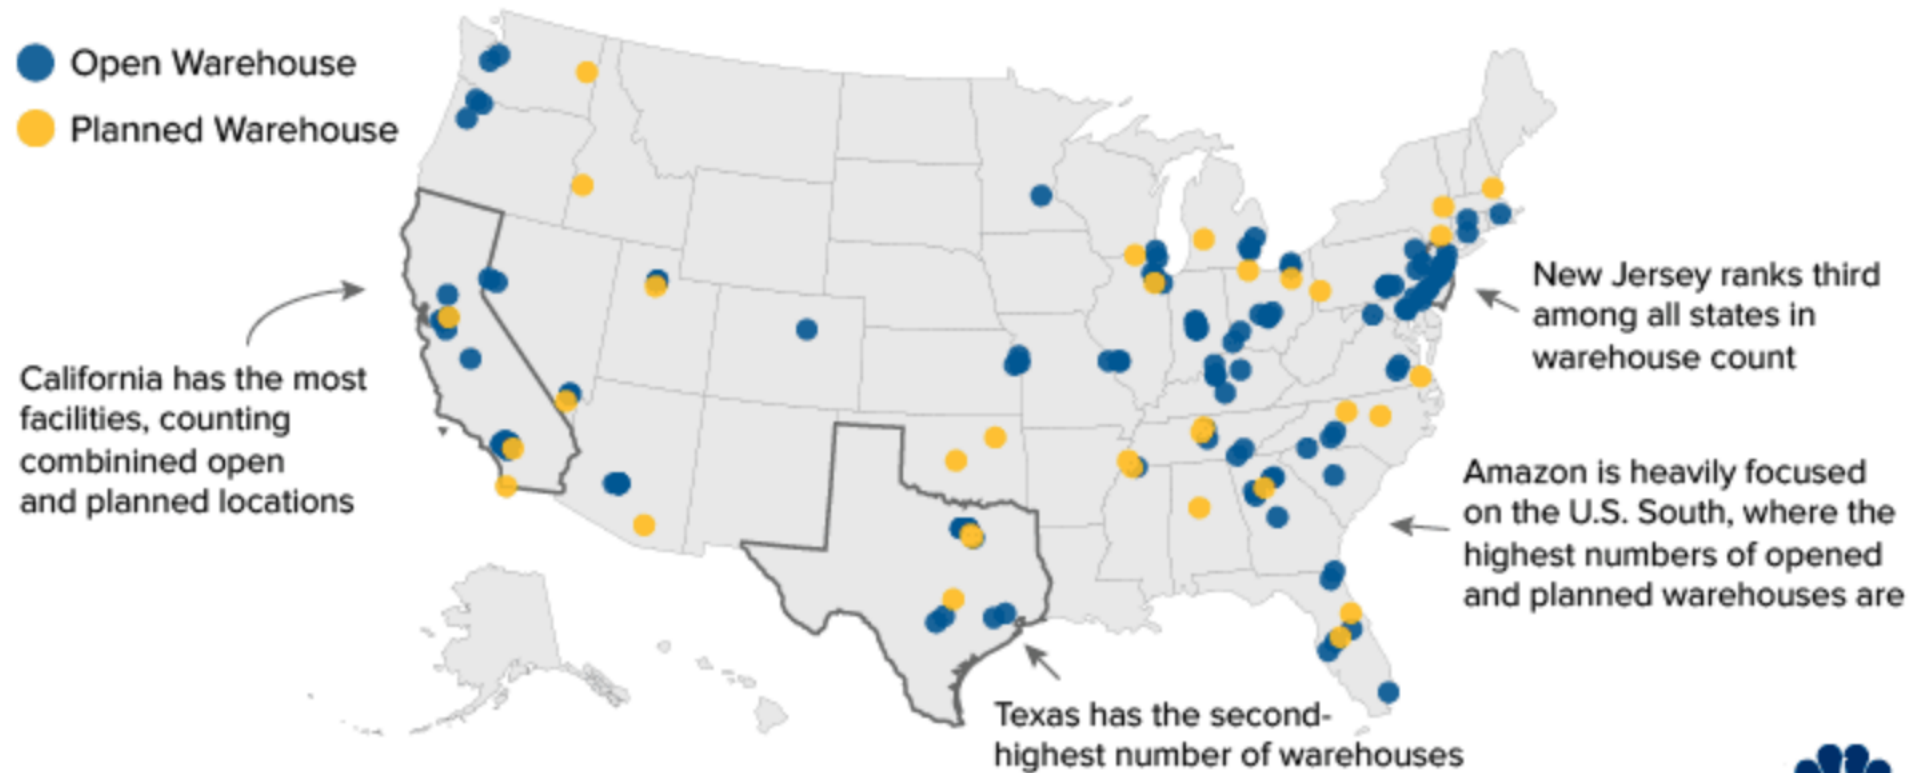 Open Warehouse
Planned Warehouse
California has the most
facilities, counting
combinined open
and planned locations
New Jersey ranks third
among all states in
warehouse count
Amazon is heavily focused
on the U.S. South, where the
highest numbers of opened
and planned warehouses are
Texas has the second-
highest number of warehouses